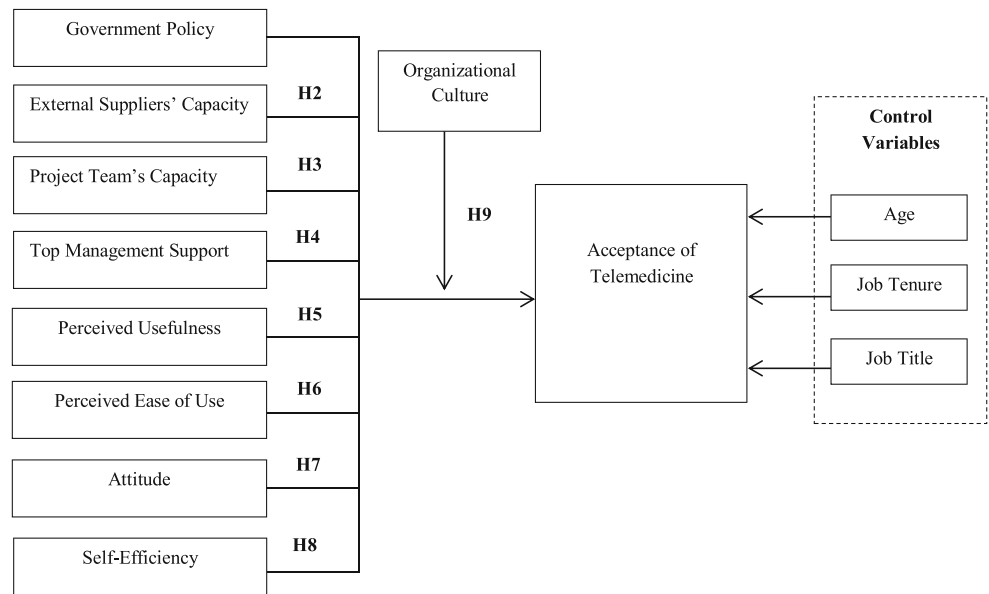 Government Policy
H2
External Suppliers' Capacity
H3
Project Team's Capacity
H4
Top Management Support
H5
Perceived Usefulness
H6
Perceived Ease of Use
H7
Attitude
H8
Self-Efficiency
Organizational
Culture
H9
Acceptance of
Telemedicine
Control
Variables
Age
Job Tenure
Job Title